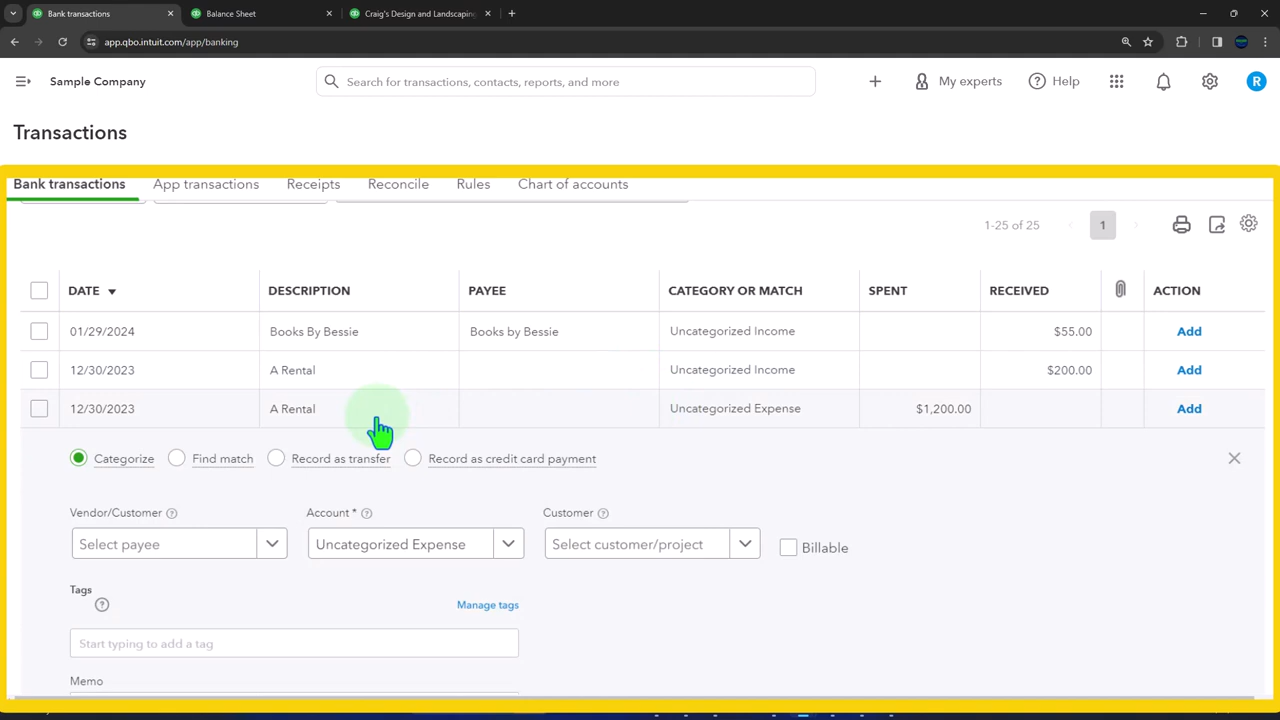 Bank transactions
Balance Sheet
Craig's Design and Landscaping
app.qbo.intuit.com/app/banking
Sample Company
Search for transactions, contacts, reports, and more
My experts
Help
R
Transactions
Bank transactions App transactions Receipts Reconcile Rules Chart of accounts
1-25 of 25
1
DATE DESCRIPTION PAYEE CATEGORY OR MATCH SPENT RECEIVED ACTION
01/29/2024 Books By Bessie Books by Bessie Uncategorized Income $55.00 Add
12/30/2023 A Rental Uncategorized Income $200.00 Add
12/30/2023 A Rental Uncategorized Expense $1,200.00 Add
Categorize Find match Record as transfer Record as credit card payment
Vendor/Customer Account * Customer
Select payee Uncategorized Expense Select customer/project Billable
Tags
Manage tags
Start typing to add a tag
Memo